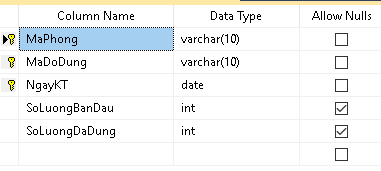 Column Name Data Type Allow Nulls
MaPhong varchar(10)
MaDoDung varchar(10)
NgayKT date
SoLuongBanDau int
SoLuongDaDung int